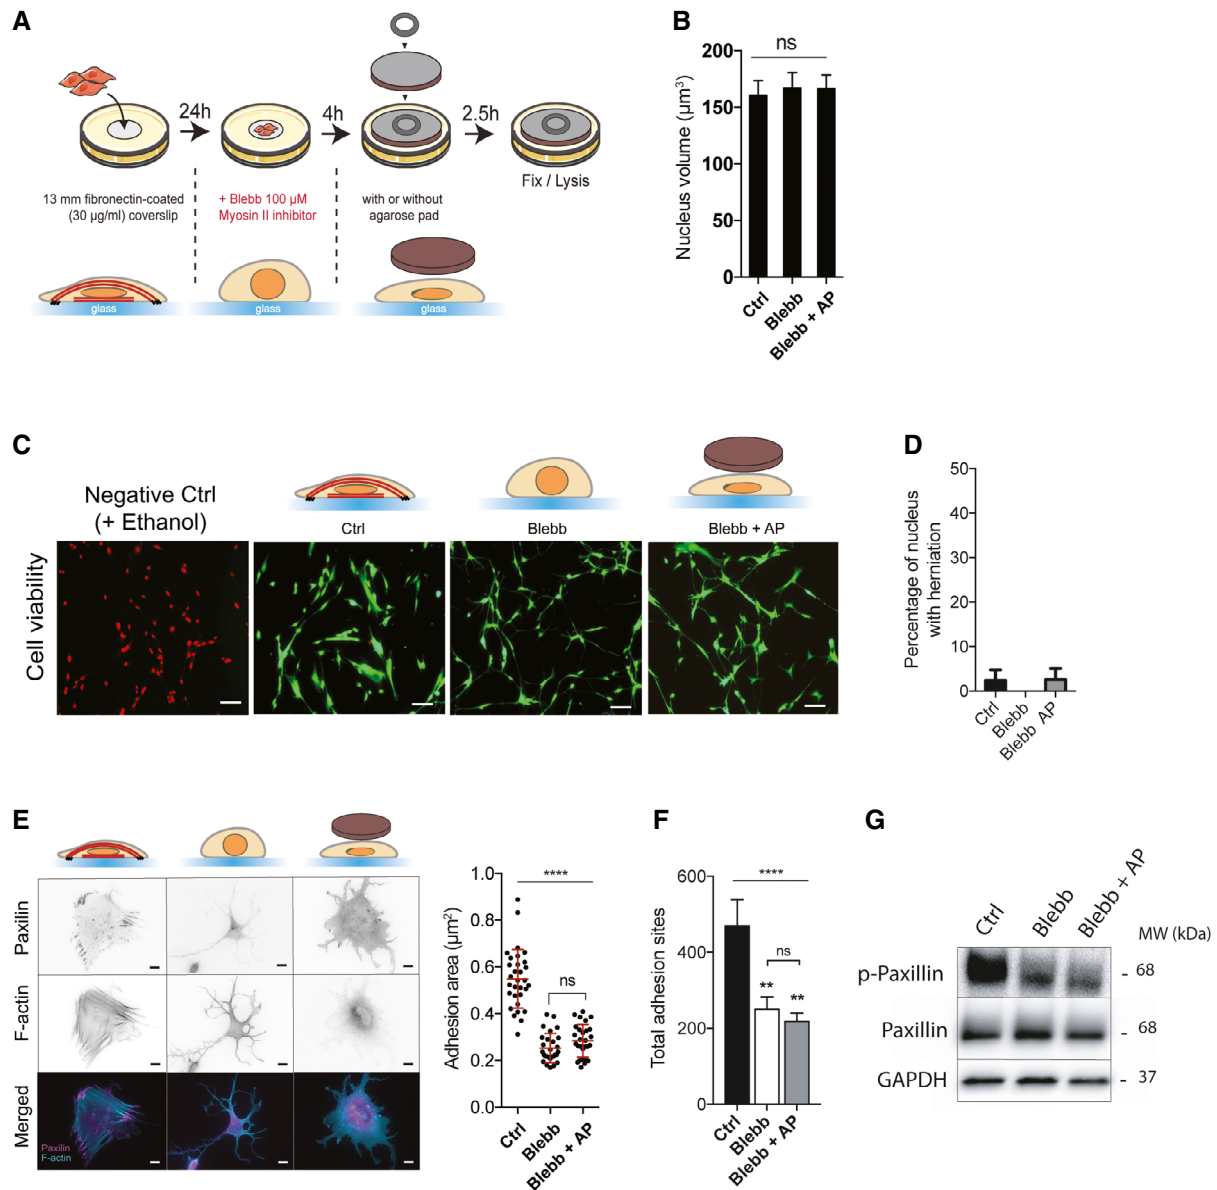 A
24h
4h
2.5h
Fix / Lysis
13 mm fibronectin-coated
(30 µg/ml) coverslip
+ Blebb 100 µM
Myosin II inhibitor
with or without
agarose pad
glass
glass
glass
B
ns
Nucleus volume (µm³)
200
150
100
50
0
Ctrl
Blebb
Blebb + AP
C
Negative Ctrl
(+ Ethanol)
Ctrl
Blebb
Blebb + AP
Cell viability
D
Percentage of nucleus
with herniation
50
40
30
20
10
0
Ctrl
Blebb
Blebb AP
E
Paxilin
F-actin
Merged
Paxilin
F-actin
Adhesion area (µm²)
1.0
0.8
0.6
0.4
0.2
0.0
****
ns
Ctrl
Blebb
Blebb + AP
F
Total adhesion sites
600
400
200
0
****
ns
**
**
Ctrl
Blebb
Blebb + AP
G
Ctrl
Blebb
Blebb + AP
MW (kDa)
p-Paxillin
- 68
Paxillin
- 68
GAPDH
- 37